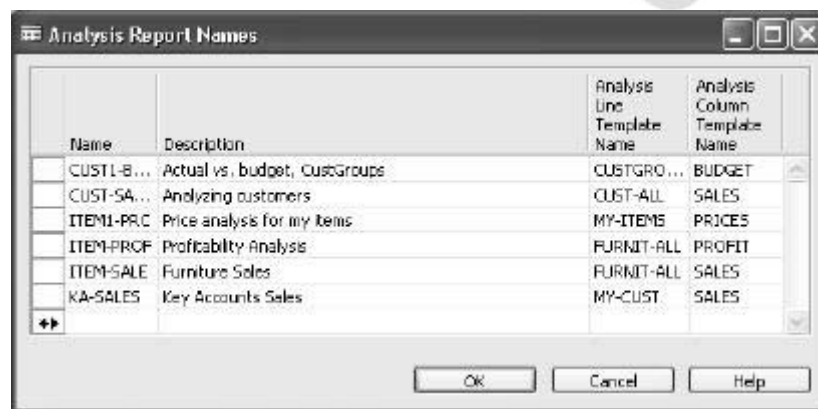 Analysis Report Names
Name Description Analysis Line Template Name Analysis Column Template Name
CUST1-B... Actual vs. budget, CustGroups CUSTGRO... BUDGET
CUST-SA... Analyzing customers CUST-ALL SALES
ITEM1-PRC Price analysis for my items MY-ITEMS PRICES
ITEM-PROF Profitability Analysis FURNIT-ALL PROFIT
ITEM-SALE Furniture Sales FURNIT-ALL SALES
KA-SALES Key Accounts Sales MY-CUST SALES
OK Cancel Help